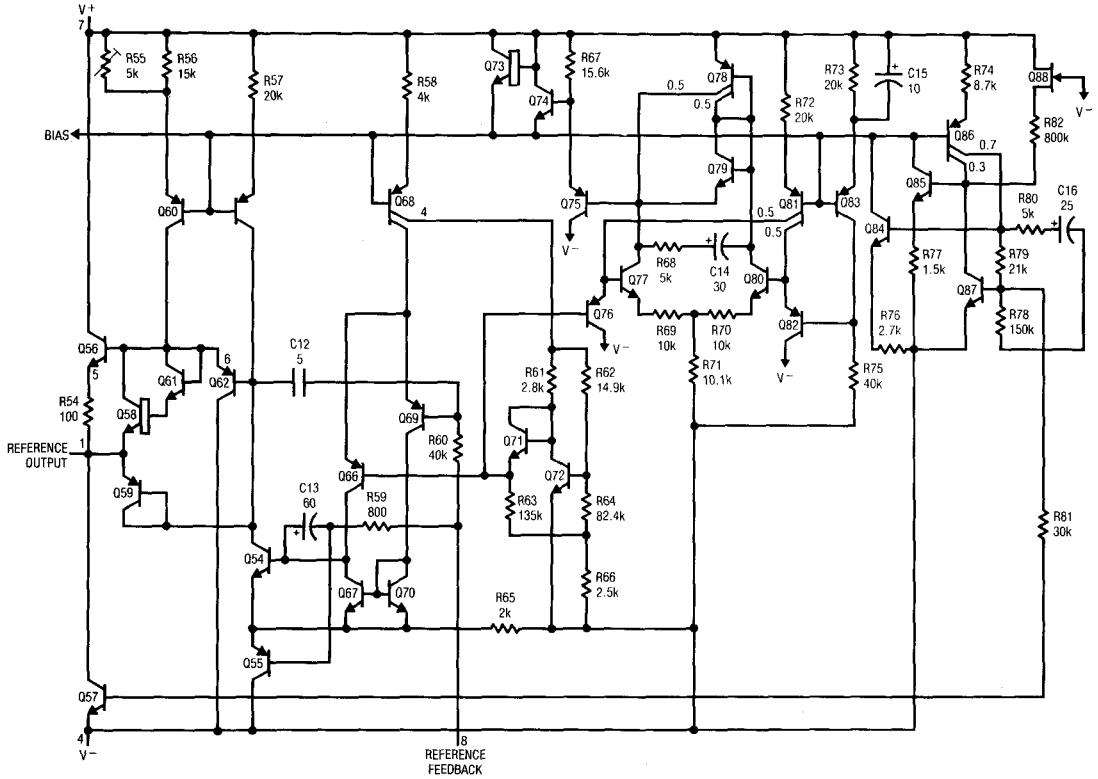 V+
7
R55
5k
R56
15k
R57
20k
R58
4k
Q73
Q74
R67
15.6k
Q78
0.5
0.5
R72
20k
R73
20k
C15
+
10
R74
8.7k
Q88
V-
R82
800k
BIAS
Q86
0.7
0.3
Q60
Q68
4
Q75
V-
Q79
Q81
0.5
0.5
Q83
Q85
Q84
R80
5k
C16
25
+
R68
5k
+
C14
30
Q77
Q80
R77
1.5k
R79
21k
Q87
R78
150k
Q76
V-
R69
10k
R70
10k
Q82
V-
R76
2.7k
R71
10.1k
R75
40k
Q56
5
6
Q61
Q62
C12
5
R54
100
Q58
R61
2.8k
R62
14.9k
Q69
R60
40k
REFERENCE
OUTPUT
1
Q59
Q66
Q71
Q72
R63
135k
R64
82.4k
C13
60
+
R59
800
R81
30k
Q54
Q67
Q70
R65
2k
R66
2.5k
Q55
Q57
4
V-
8
REFERENCE
FEEDBACK